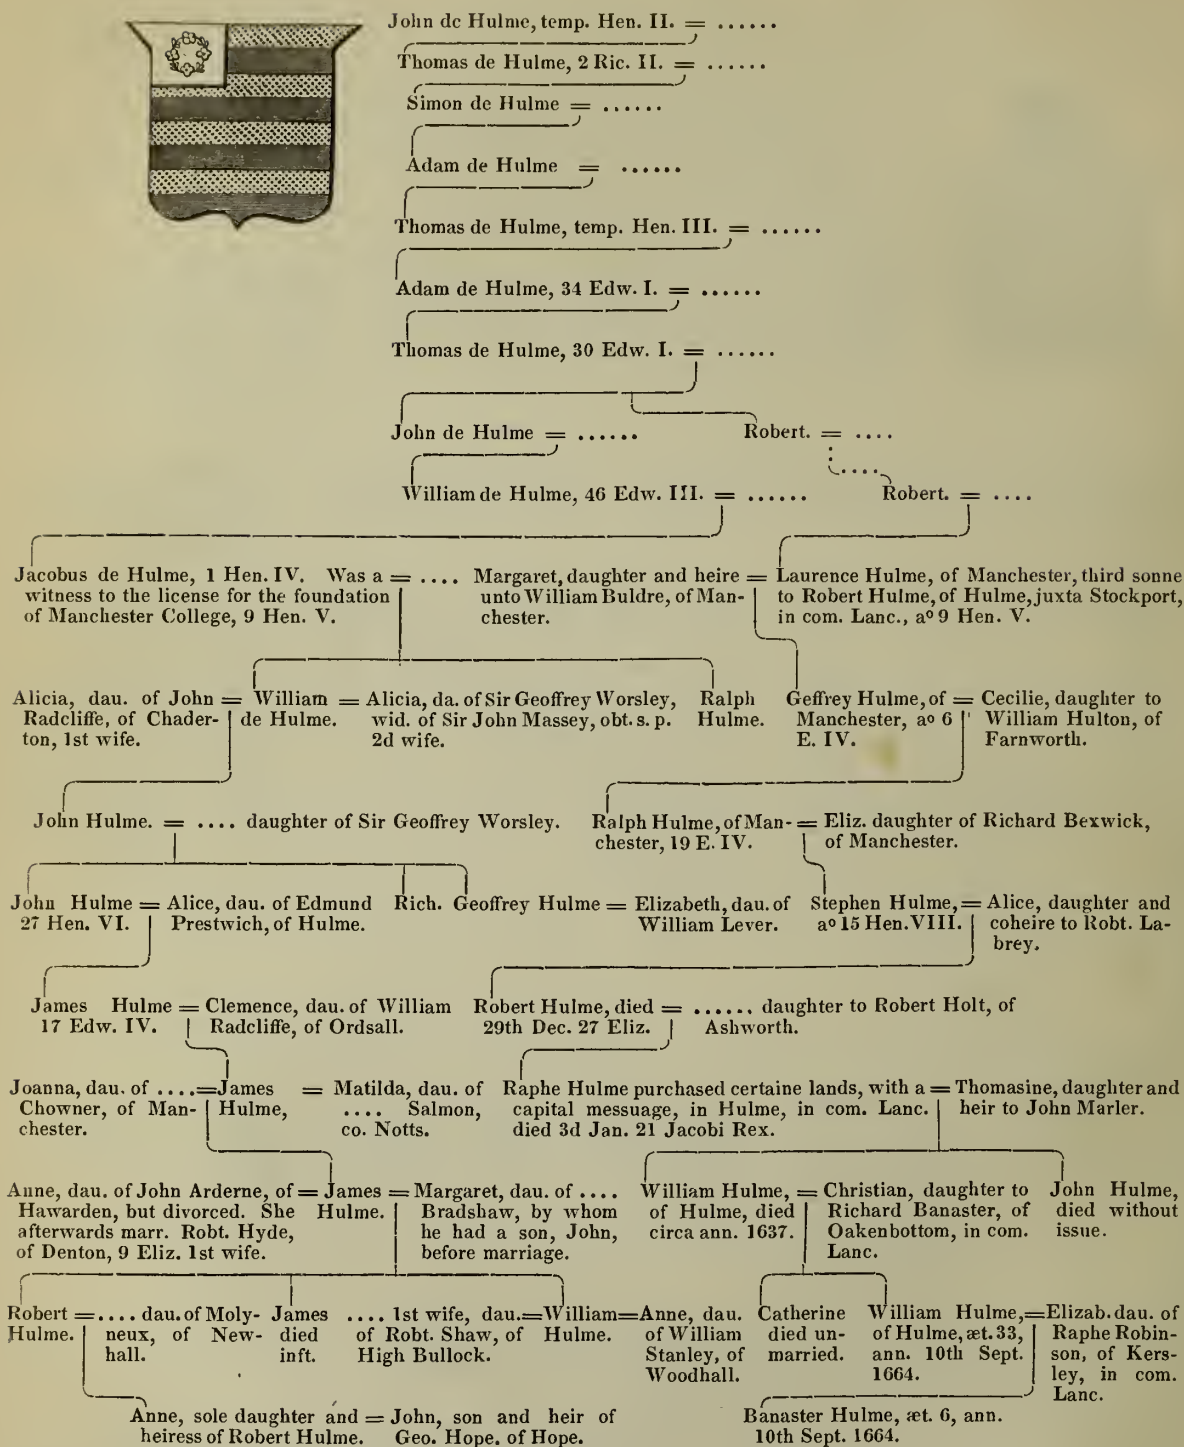 John de Hulme, temp. Hen. II. = ......
Thomas de Hulme, 2 Ric. II. = ......
Simon de Hulme = ......
Adam de Hulme = ......
Thomas de Hulme, temp. Hen. III. = ......
Adam de Hulme, 34 Edw. I. = ......
Thomas de Hulme, 30 Edw. I. = ......
John de Hulme = ...... Robert. = ....
William de Hulme, 46 Edw. III. = ...... Robert. = ....
Jacobus de Hulme, 1 Hen. IV. Was a = ....
witness to the license for the foundation
of Manchester College, 9 Hen. V.
Margaret, daughter and heire =
unto William Buldre, of Man-
chester.
Laurence Hulme, of Manchester, third sonne
to Robert Hulme, of Hulme, juxta Stockport,
in com. Lanc., aº 9 Hen. V.
Alicia, dau. of John =
Radcliffe, of Chader-
ton, 1st wife.
William =
de Hulme.
Alicia, da. of Sir Geoffrey Worsley,
wid. of Sir John Massey, obt. s. p.
2d wife.
Ralph
Hulme.
Geffrey Hulme, of =
Manchester, aº 6
E. IV.
Cecilie, daughter to
William Hulton, of
Farnworth.
John Hulme. = .... daughter of Sir Geoffrey Worsley.
Ralph Hulme, of Man- =
chester, 19 E. IV.
Eliz. daughter of Richard Bexwick,
of Manchester.
John Hulme =
27 Hen. VI.
Alice, dau. of Edmund
Prestwich, of Hulme.
Rich.
Geoffrey Hulme =
Elizabeth, dau. of
William Lever.
Stephen Hulme, =
aº 15 Hen. VIII.
Alice, daughter and
coheire to Robt. La-
brey.
James Hulme =
17 Edw. IV.
Clemence, dau. of William
Radcliffe, of Ordsall.
Robert Hulme, died =
29th Dec. 27 Eliz.
...... daughter to Robert Holt, of
Ashworth.
Joanna, dau. of .... =
Chowner, of Man-
chester.
James =
Hulme,
Matilda, dau. of
.... Salmon,
co. Notts.
Raphe Hulme purchased certaine lands, with a =
capital messuage, in Hulme, in com. Lanc.
died 3d Jan. 21 Jacobi Rex.
Thomasine, daughter and
heir to John Marler.
Anne, dau. of John Arderne, of =
Hawarden, but divorced. She
afterwards marr. Robt. Hyde,
of Denton, 9 Eliz. 1st wife.
James =
Hulme.
Margaret, dau. of ....
Bradshaw, by whom
he had a son, John,
before marriage.
William Hulme, =
of Hulme, died
circa ann. 1637.
Christian, daughter to
Richard Banaster, of
Oakenbottom, in com.
Lanc.
John Hulme,
died without
issue.
Robert =
Hulme.
.... dau. of Moly-
neux, of New-
hall.
James
died
inft.
.... 1st wife, dau. =
of Robt. Shaw, of
High Bullock.
William =
Hulme.
Anne, dau.
of William
Stanley, of
Woodhall.
Catherine
died un-
married.
William Hulme, =
of Hulme, æt. 33,
ann. 10th Sept.
1664.
Elizab. dau. of
Raphe Robin-
son, of Kers-
ley, in com.
Lanc.
Anne, sole daughter and =
heiress of Robert Hulme.
John, son and heir of
Geo. Hope, of Hope.
Banaster Hulme, æt. 6, ann.
10th Sept. 1664.